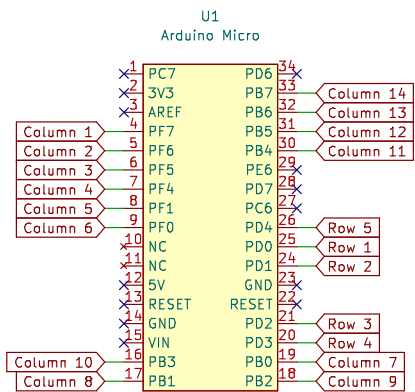 U1
Arduino Micro
1 PC7 PD6 34
2 3V3 PB7 33 Column 14
3 AREF PB6 32 Column 13
Column 1 4 PF7 PB5 31 Column 12
Column 2 5 PF6 PB4 30 Column 11
Column 3 6 PF5 PE6 29
Column 4 7 PF4 PD7 28
Column 5 8 PF1 PC6 27
Column 6 9 PF0 PD4 26 Row 5
10 NC PD0 25 Row 1
11 NC PD1 24 Row 2
12 5V GND 23
13 RESET RESET 22
14 GND PD2 21 Row 3
15 VIN PD3 20 Row 4
Column 10 16 PB3 PB0 19 Column 7
Column 8 17 PB1 PB2 18 Column 9